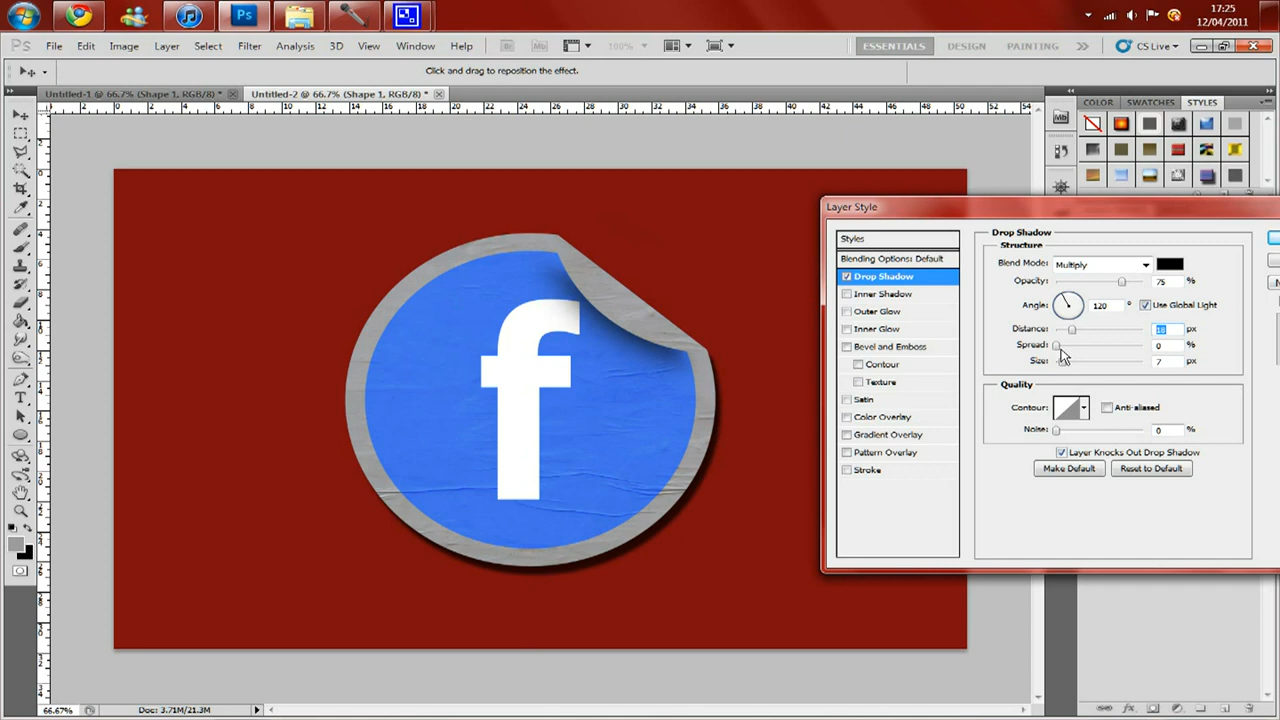 17:25
12/04/2011
Ps
Ps File Edit Image Layer Select Filter Analysis 3D View Window Help Br Mb 100% ESSENTIALS DESIGN PAINTING CS Live
Click and drag to reposition the effect.
Untitled-1 @ 66.7% (Shape 1, RGB/8) * Untitled-2 @ 66.7% (Shape 1, RGB/8) *
COLOR SWATCHES STYLES
Mb
f
Layer Style
Styles
Blending Options: Default
Drop Shadow
Inner Shadow
Outer Glow
Inner Glow
Bevel and Emboss
Contour
Texture
Satin
Color Overlay
Gradient Overlay
Pattern Overlay
Stroke
Drop Shadow
Structure
Blend Mode: Multiply
Opacity: 75 %
Angle: 120 ° Use Global Light
Distance: 18 px
Spread: 0 %
Size: 7 px
Quality
Contour: Anti-aliased
Noise: 0 %
Layer Knocks Out Drop Shadow
Make Default Reset to Default
66.67% Doc: 3.71M/21.3M